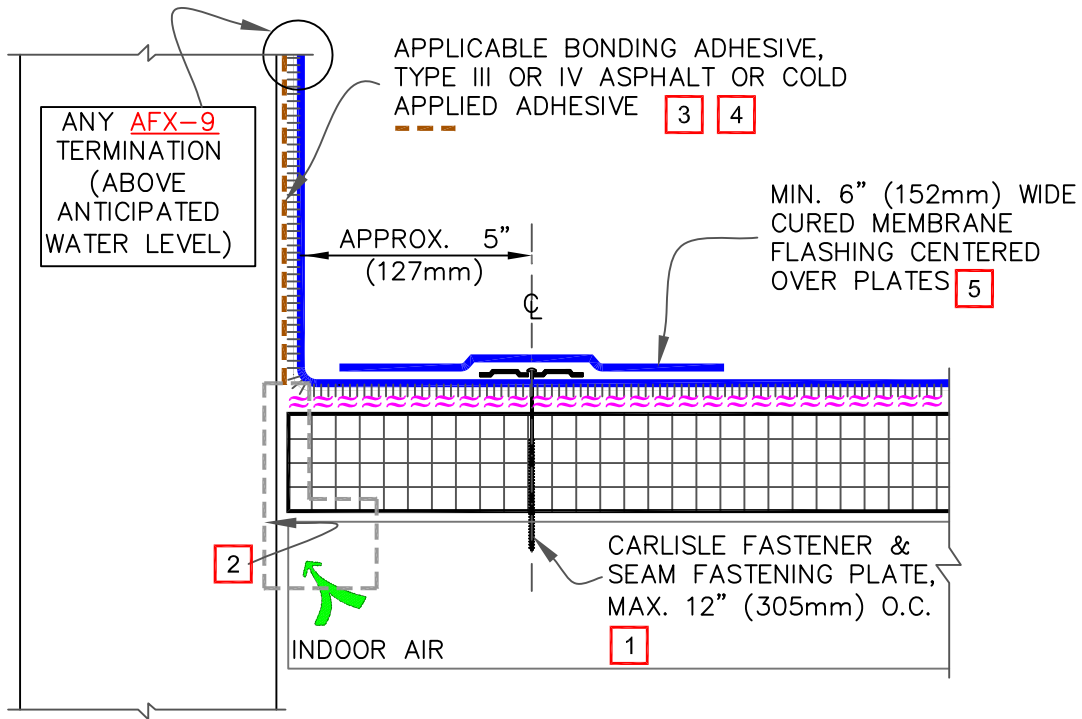 APPLICABLE BONDING ADHESIVE,
TYPE III OR IV ASPHALT OR COLD
APPLIED ADHESIVE 3 4
ANY AFX-9
TERMINATION
(ABOVE
ANTICIPATED
WATER LEVEL)
MIN. 6" (152mm) WIDE
CURED MEMBRANE
FLASHING CENTERED
OVER PLATES 5
APPROX. 5"
(127mm)
℄
2
CARLISLE FASTENER &
SEAM FASTENING PLATE,
MAX. 12" (305mm) O.C.
1
INDOOR AIR